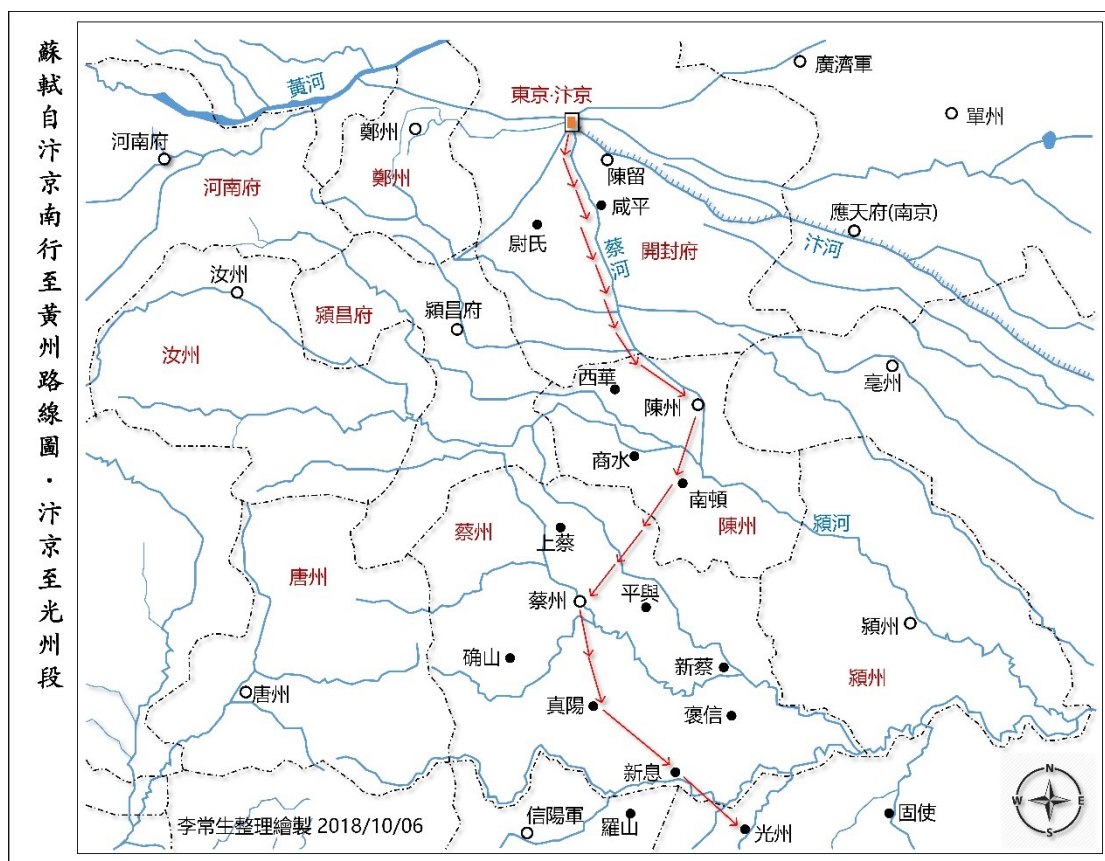 蘇軾自汴京南行至黃州路線圖．汴京至光州段
黃河
東京·汴京
廣濟軍
單州
鄭州
河南府
河南府
鄭州
陳留
咸平
尉氏
蔡河
開封府
應天府(南京)
汴河
汝州
潁昌府
潁昌府
汝州
西華
陳州
亳州
商水
南頓
陳州
潁河
蔡州
上蔡
唐州
蔡州
平與
潁州
确山
新蔡
潁州
唐州
真陽
褒信
新息
信陽軍
羅山
光州
固使
李常生整理繪製 2018/10/06
N
W
E
S